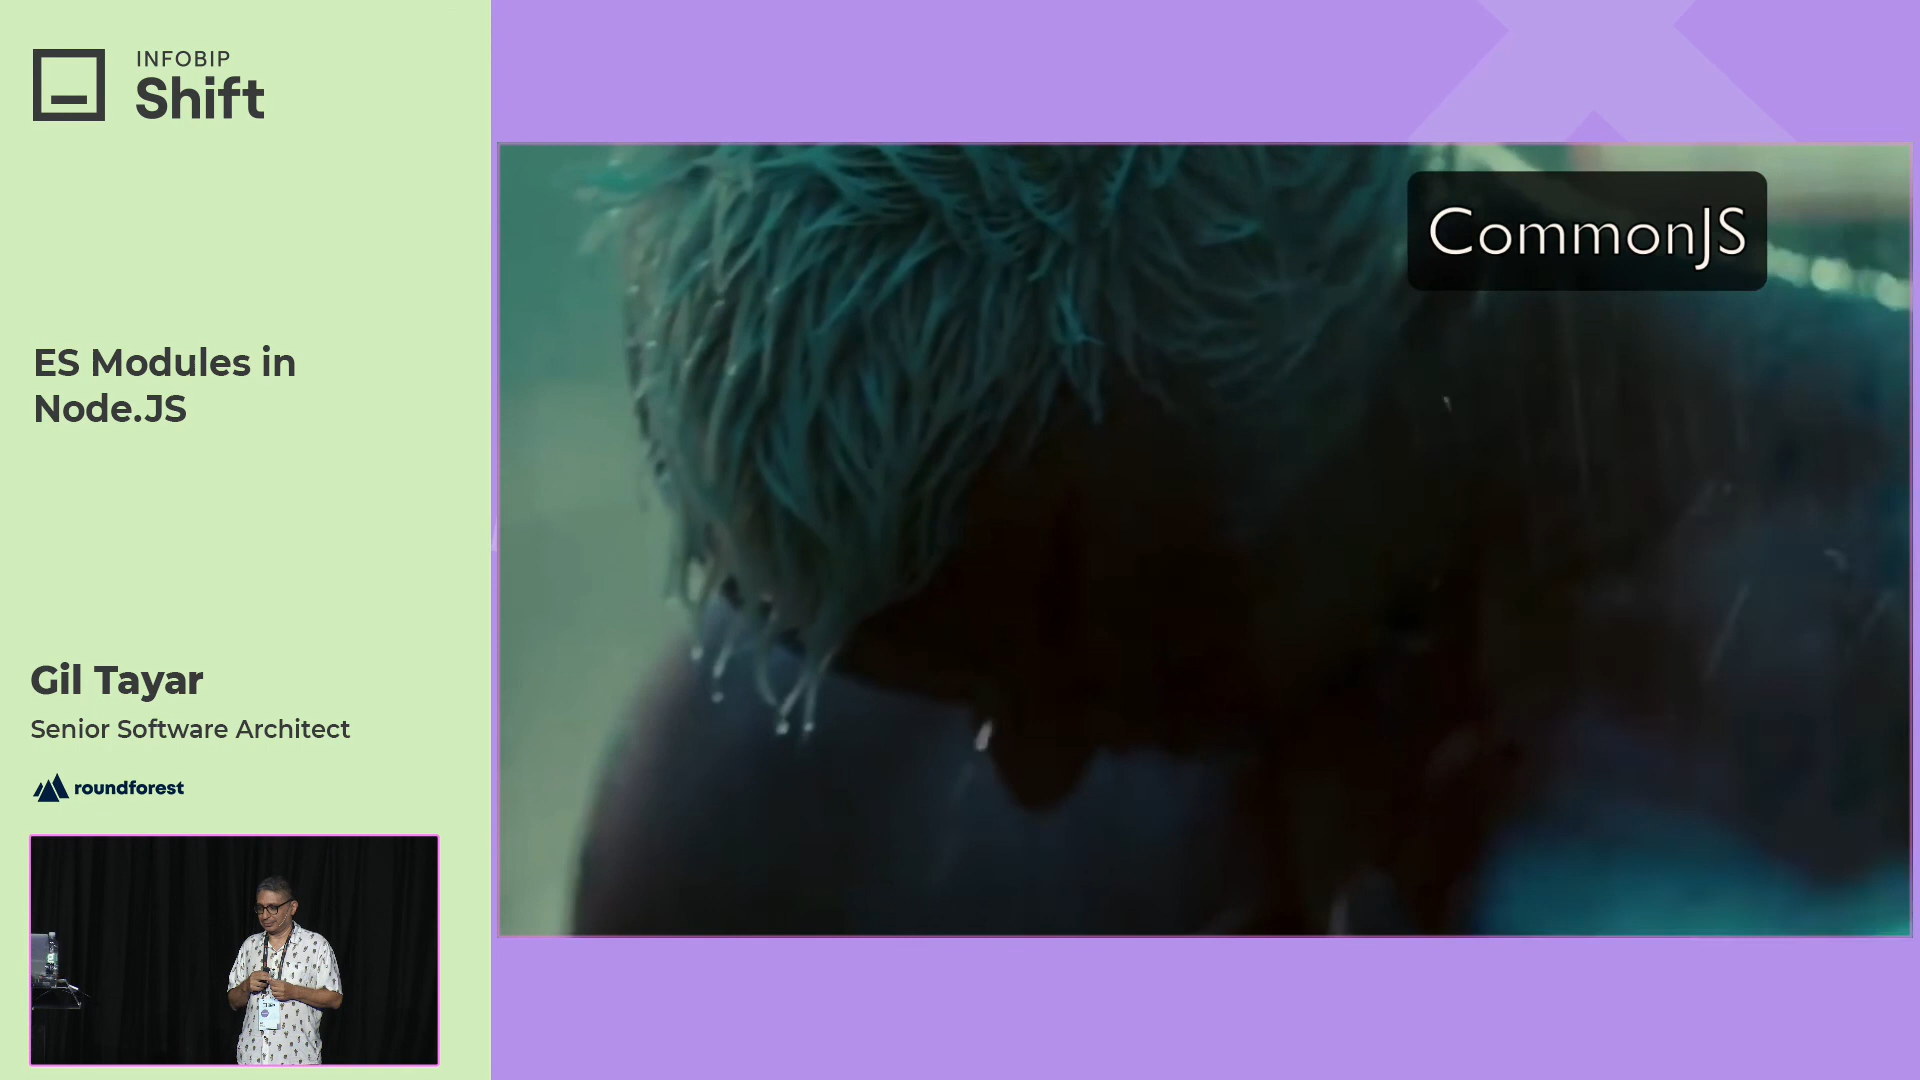 INFOBIP
Shift
ES Modules in
Node.JS
Gil Tayar
Senior Software Architect
roundforest
CommonJS